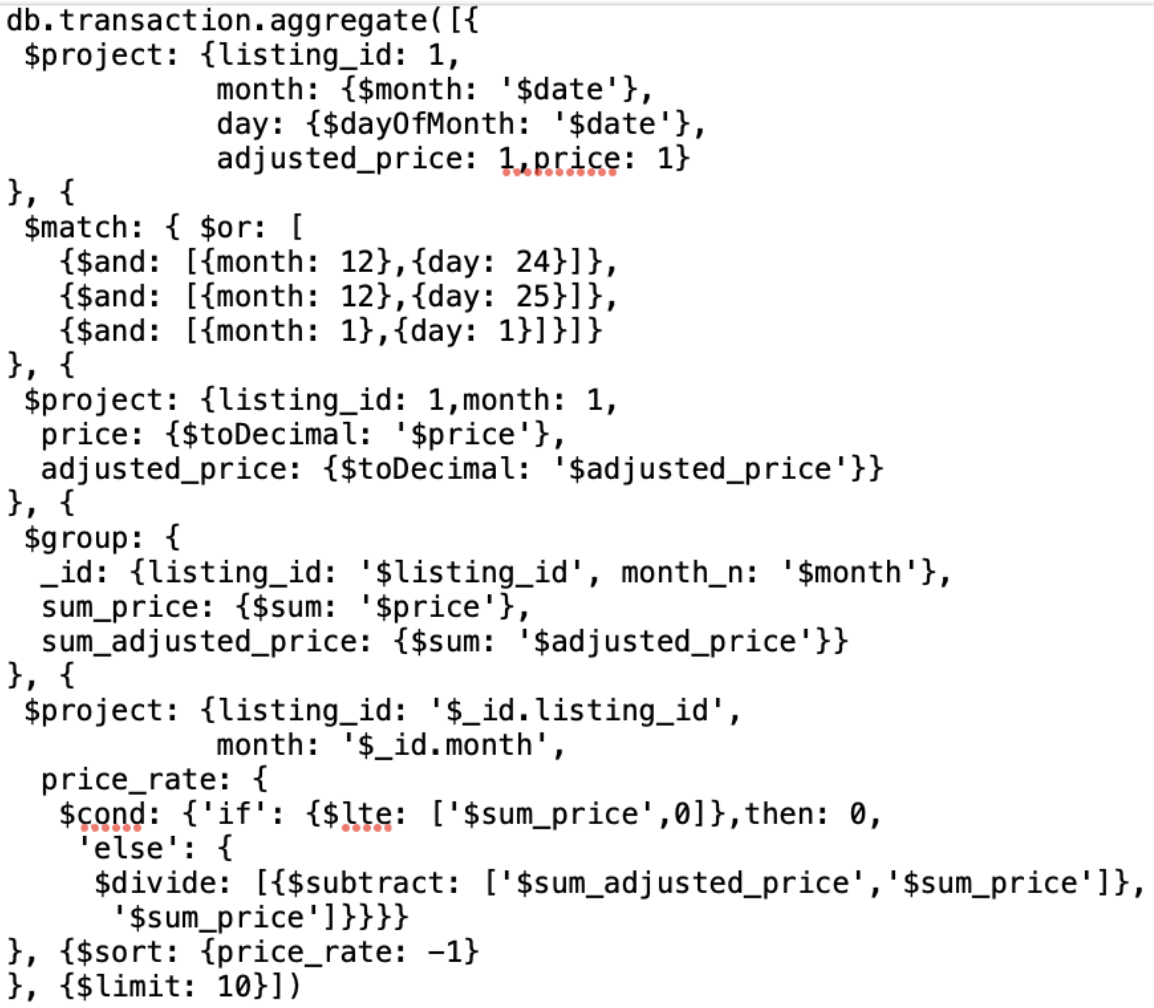 db.transaction.aggregate([{
 $project: {listing_id: 1,
            month: {$month: '$date'},
            day: {$dayOfMonth: '$date'},
            adjusted_price: 1,price: 1}
}, {
 $match: { $or: [
   {$and: [{month: 12},{day: 24}]},
   {$and: [{month: 12},{day: 25}]},
   {$and: [{month: 1},{day: 1}]}]}
}, {
 $project: {listing_id: 1,month: 1,
  price: {$toDecimal: '$price'},
  adjusted_price: {$toDecimal: '$adjusted_price'}}
}, {
 $group: {
  _id: {listing_id: '$listing_id', month_n: '$month'},
  sum_price: {$sum: '$price'},
  sum_adjusted_price: {$sum: '$adjusted_price'}}
}, {
 $project: {listing_id: '$_id.listing_id',
            month: '$_id.month',
  price_rate: {
   $cond: {'if': {$lte: ['$sum_price',0]},then: 0,
    'else': {
     $divide: [{$subtract: ['$sum_adjusted_price','$sum_price']},
      '$sum_price']}}}}
}, {$sort: {price_rate: −1}
}, {$limit: 10}])